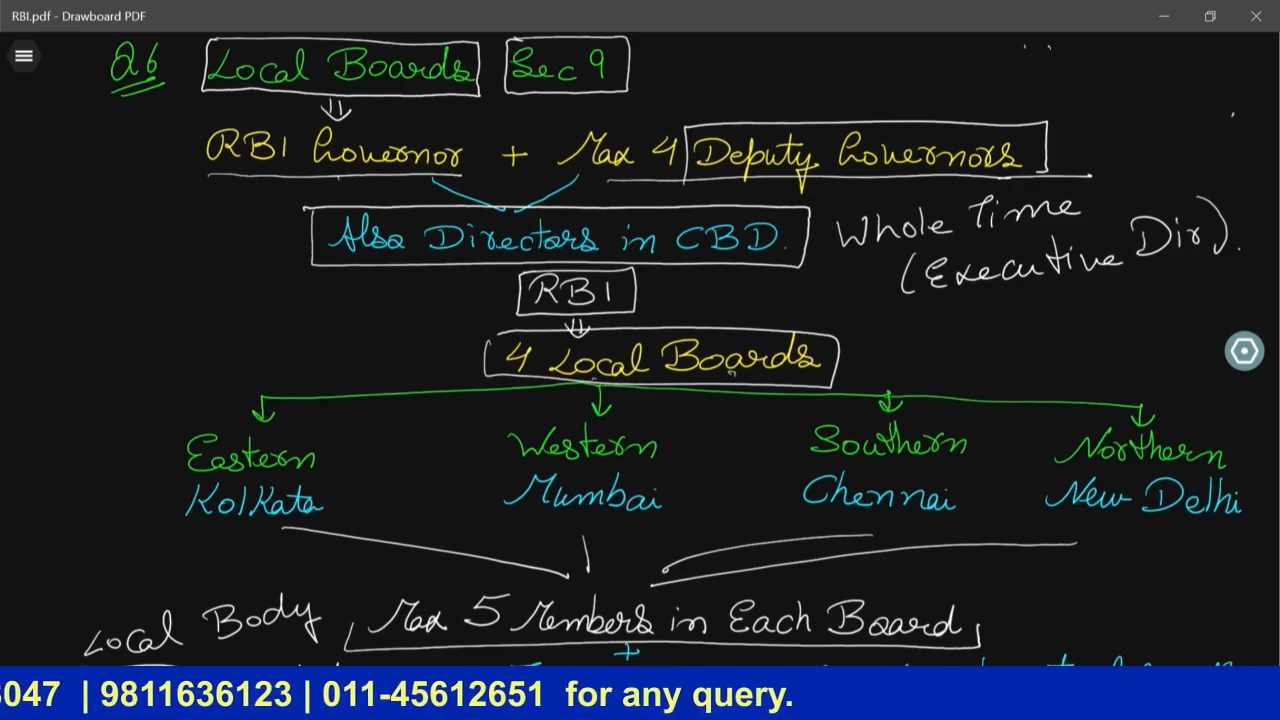 RBI.pdf - Drawboard PDF
Q6 Local Boards Sec 9
RBI Governor + Max 4 Deputy Governors
Also Directors in CBD. Whole Time
(Executive Dir).
RBI
4 Local Boards
Eastern Western Southern Northern
Kolkata Mumbai Chennai New Delhi
Local Body Max 5 Members in Each Board
+
3047 | 9811636123 | 011-45612651 for any query.